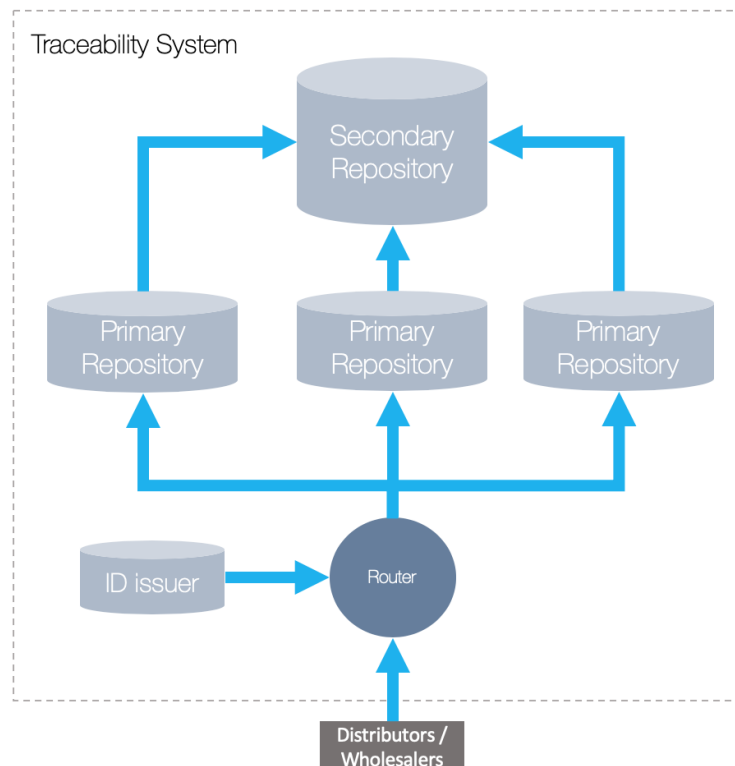 Traceability System
Secondary
Repository
Primary
Repository
Primary
Repository
Primary
Repository
ID issuer
Router
Distributors /
Wholesalers